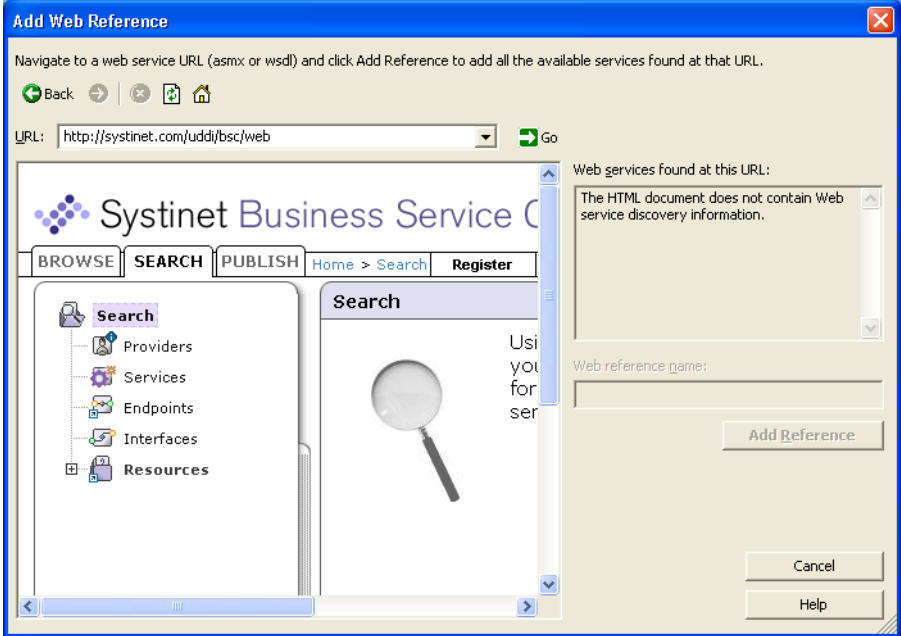 Add Web Reference
Navigate to a web service URL (asmx or wsdl) and click Add Reference to add all the available services found at that URL.
Back
URL: http://systinet.com/uddi/bsc/web Go
Systinet Business Service C
BROWSE SEARCH PUBLISH Home > Search Register
Search
Providers
Services
Endpoints
Interfaces
Resources
Search
Usi
you
for
ser
Web services found at this URL:
The HTML document does not contain Web
service discovery information.
Web reference name:
Add Reference
Cancel
Help